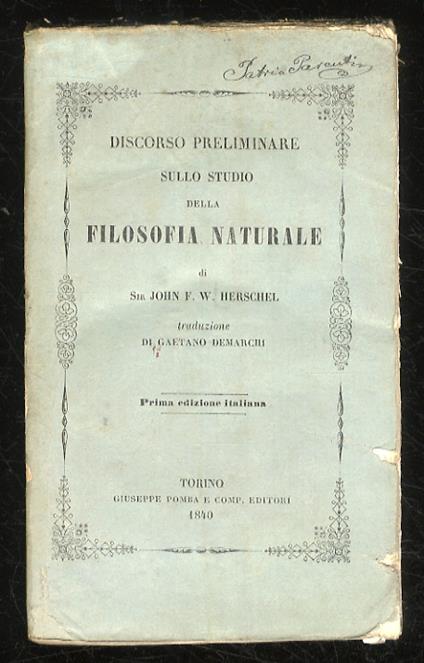 DISCORSO PRELIMINARE
SULLO STUDIO
DELLA
FILOSOFIA NATURALE
di
SIR JOHN F. W. HERSCHEL
traduzione
DI GAETANO DEMARCHI
Prima edizione italiana
TORINO
GIUSEPPE POMBA E COMP. EDITORI
1840